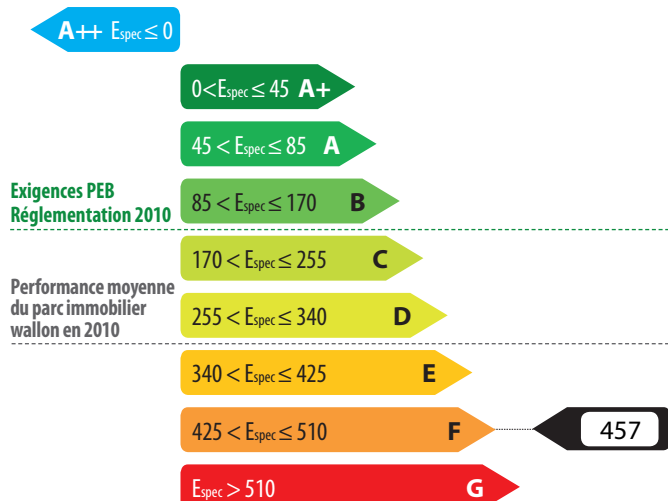 A++ Espec ≤ 0
0<Espec ≤ 45 A+
45 < Espec ≤ 85 A
Exigences PEB
Réglementation 2010
85 < Espec ≤ 170 B
170 < Espec ≤ 255 C
Performance moyenne
du parc immobilier
wallon en 2010
255 < Espec ≤ 340 D
340 < Espec ≤ 425 E
425 < Espec ≤ 510 F
457
Espec > 510 G